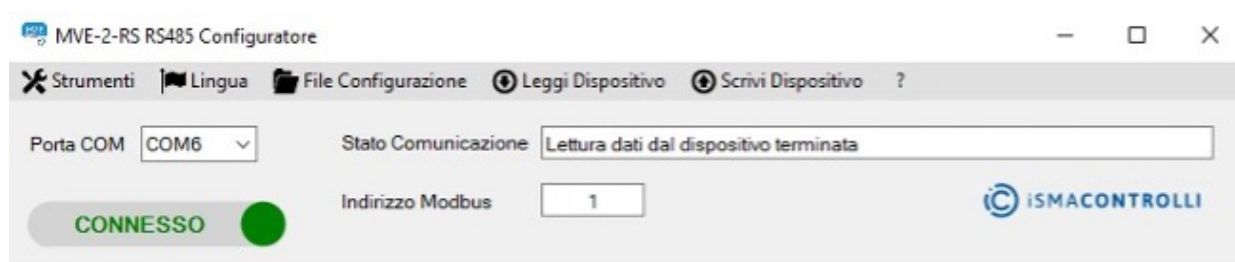 MVE-2-RS RS485 Configuratore
Strumenti Lingua File Configurazione Leggi Dispositivo Scrivi Dispositivo ?
Porta COM COM6 Stato Comunicazione Lettura dati dal dispositivo terminata
Indirizzo Modbus 1 iSMACONTROLLI
CONNESSO